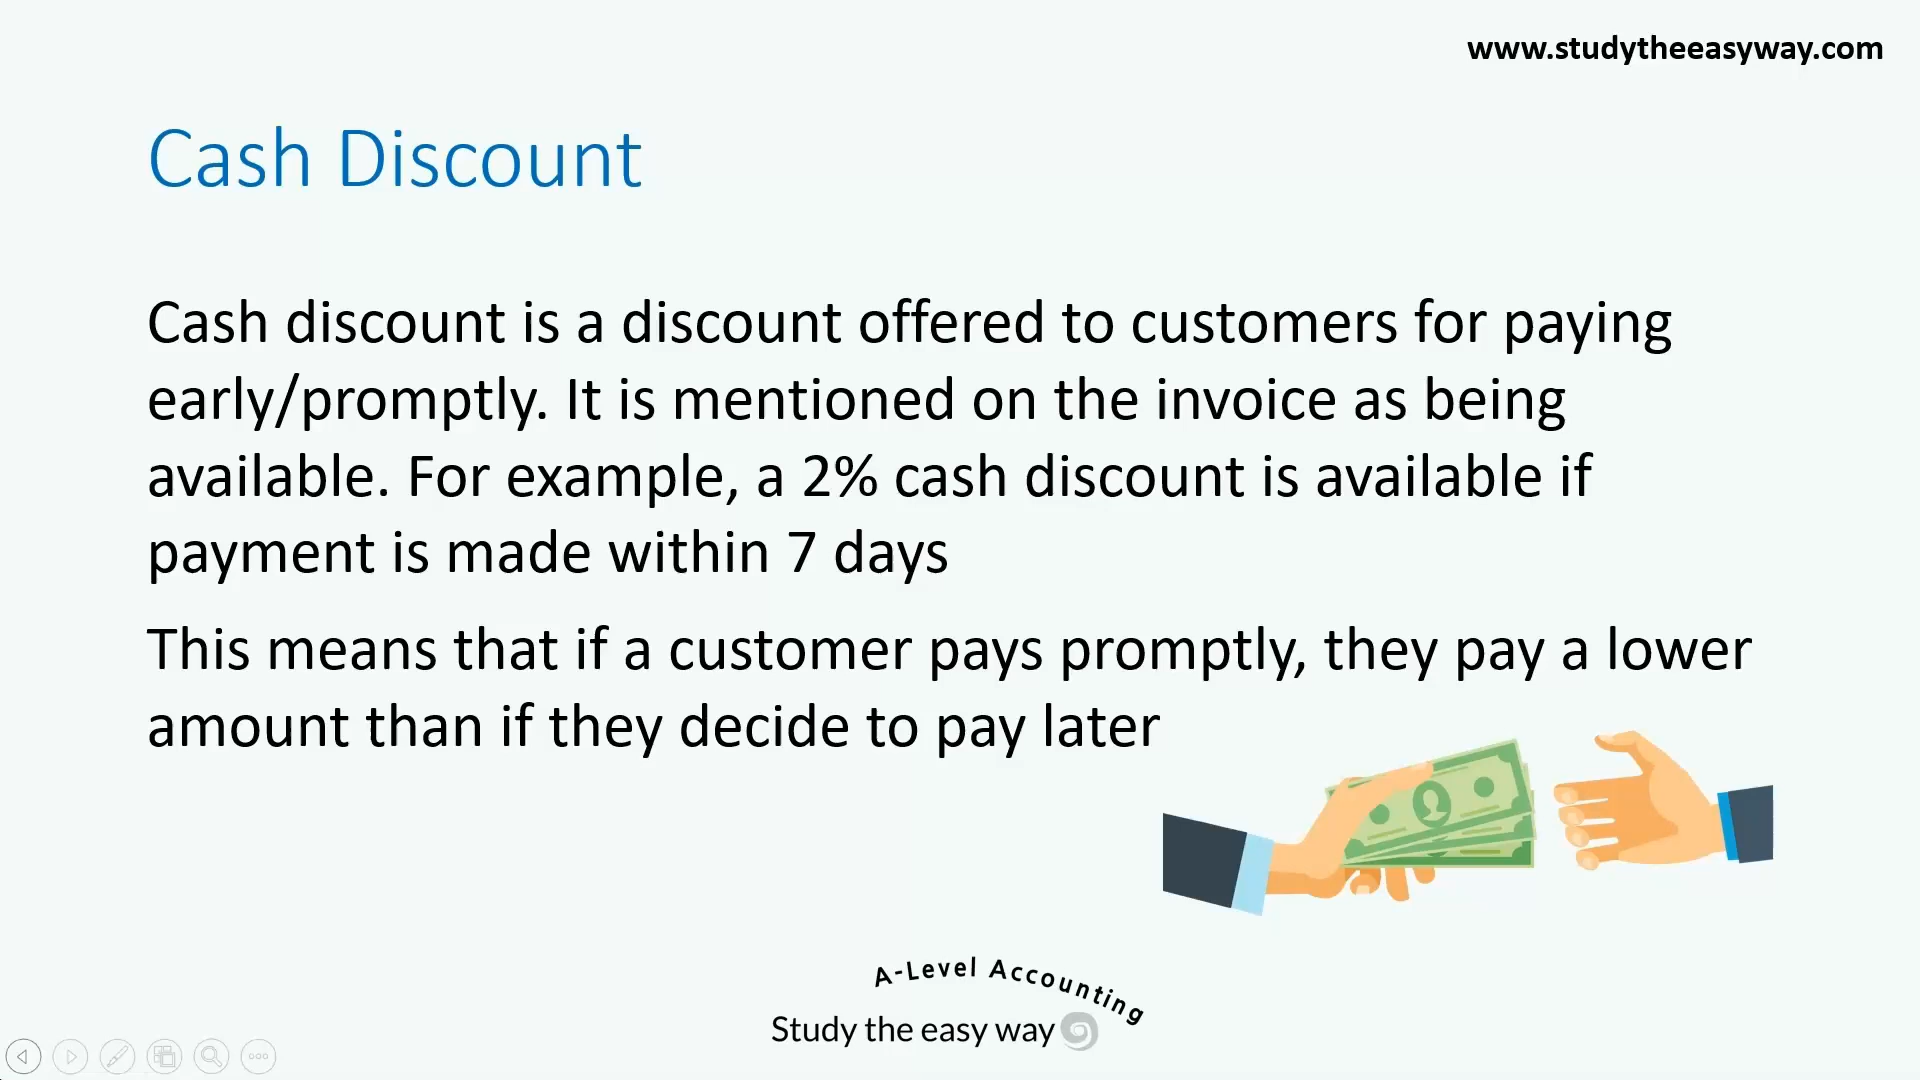 www.studytheeasyway.com
Cash Discount
Cash discount is a discount offered to customers for paying
early/promptly. It is mentioned on the invoice as being
available. For example, a 2% cash discount is available if
payment is made within 7 days
This means that if a customer pays promptly, they pay a lower
amount than if they decide to pay later
A-Level Accounting
Study the easy way